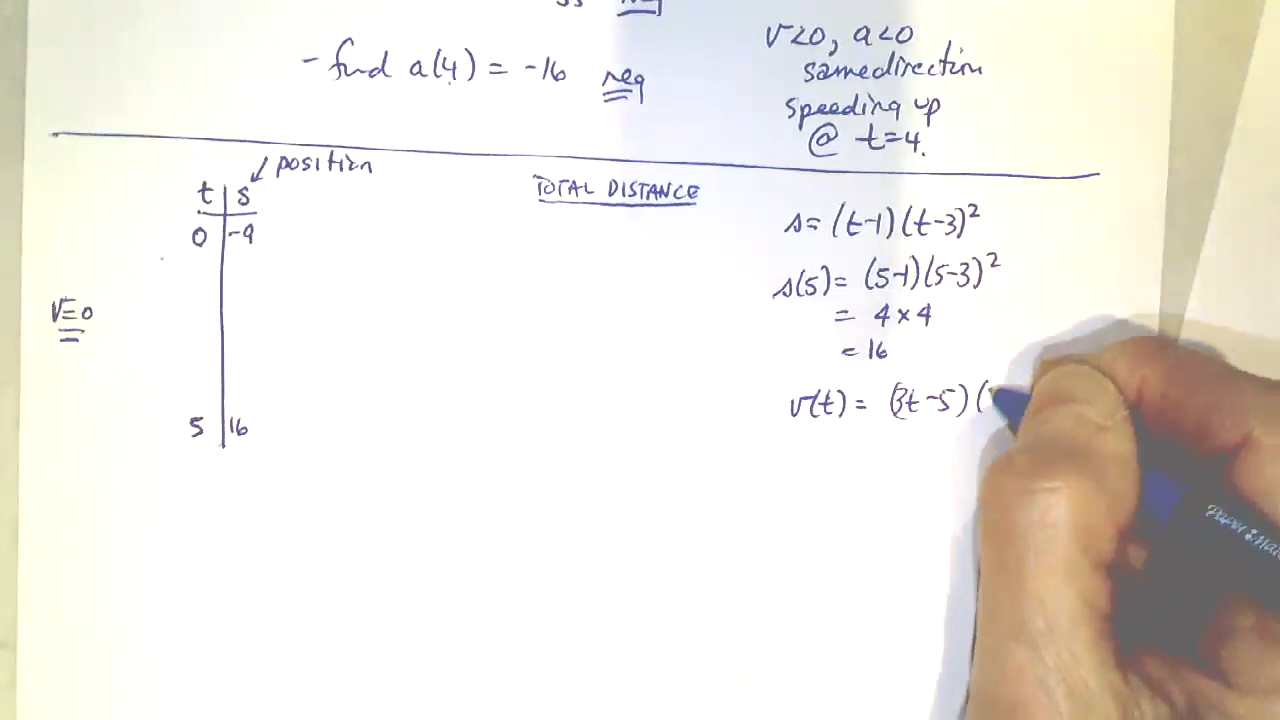 - find a(4) = -16 neg
v<0, a<0
same direction
speeding up
@ t=4.
position
t s
0 -9
V=0
5 16
TOTAL DISTANCE
s= (t-1)(t-3)²
s(5)= (5-1)(5-3)²
= 4 × 4
= 16
v(t) = (3t-5)(